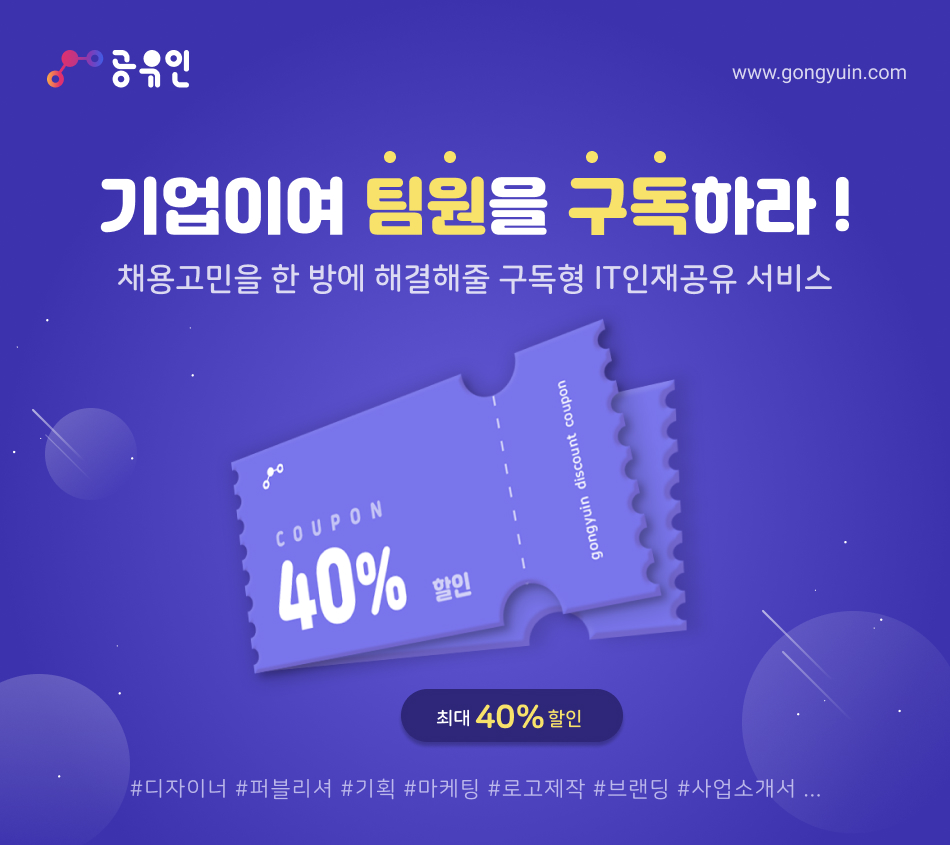 공유인
www.gongyuin.com
기업이여 팀원을 구독하라 !
채용고민을 한 방에 해결해줄 구독형 IT인재공유 서비스
COUPON
40% 할인
gongyuin discount coupon
최대 40% 할인
#디자이너 #퍼블리셔 #기획 #마케팅 #로고제작 #브랜딩 #사업소개서 ...